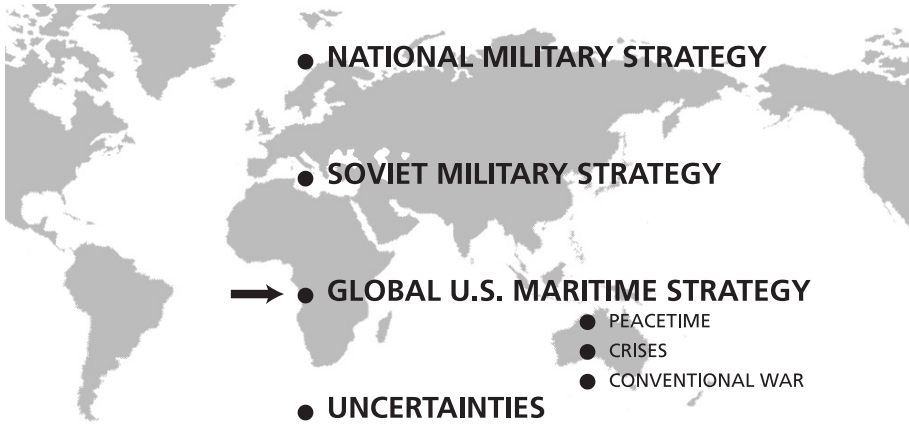 ● NATIONAL MILITARY STRATEGY
● SOVIET MILITARY STRATEGY
● GLOBAL U.S. MARITIME STRATEGY
● PEACETIME
● CRISES
● CONVENTIONAL WAR
● UNCERTAINTIES